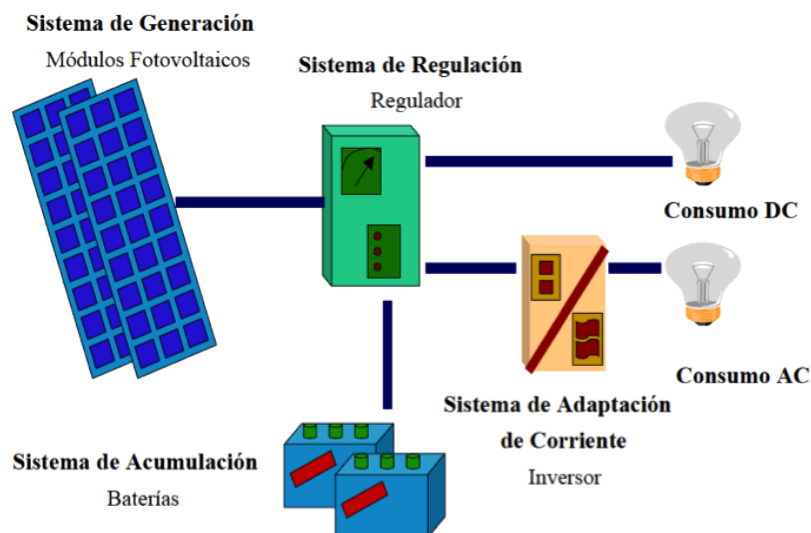 Sistema de Generación
Módulos Fotovoltaicos
Sistema de Regulación
Regulador
Consumo DC
Consumo AC
Sistema de Adaptación
de Corriente
Inversor
Sistema de Acumulación
Baterías